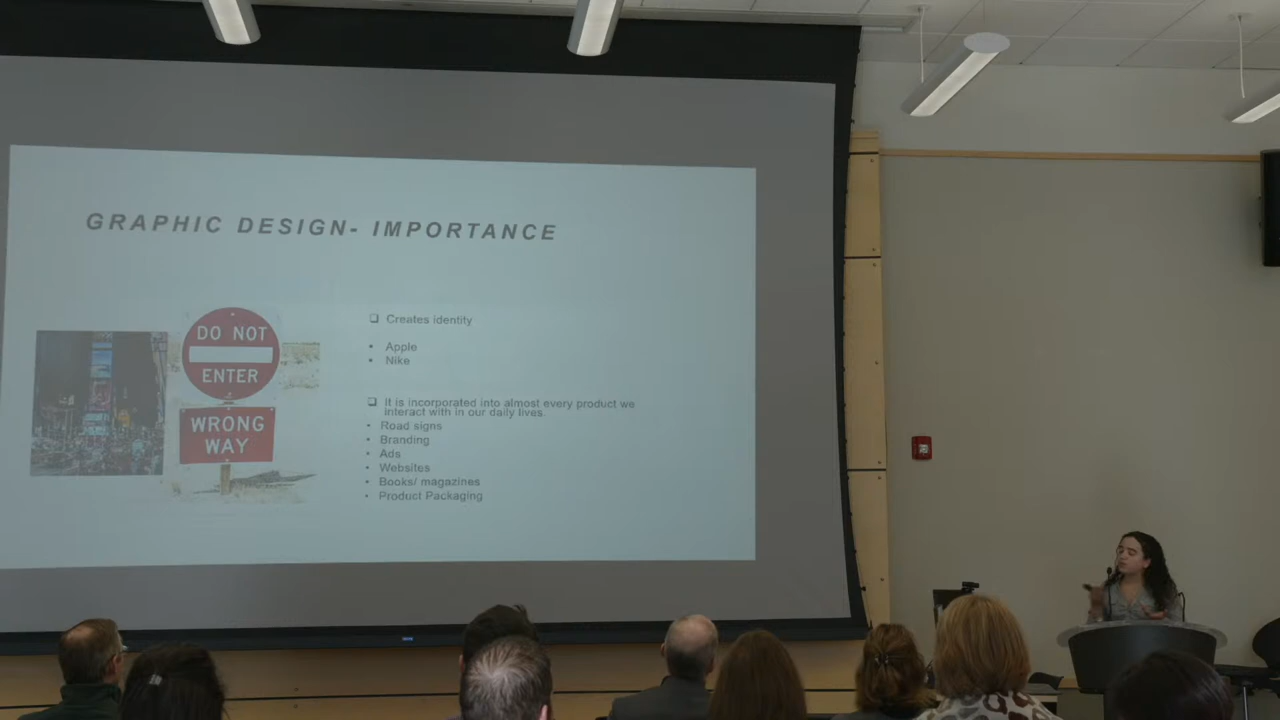 GRAPHIC DESIGN- IMPORTANCE
DO NOT
ENTER
WRONG
WAY
❑ Creates identity
• Apple
• Nike
❑ It is incorporated into almost every product we
interact with in our daily lives.
• Road signs
• Branding
• Ads
• Websites
• Books/ magazines
• Product Packaging